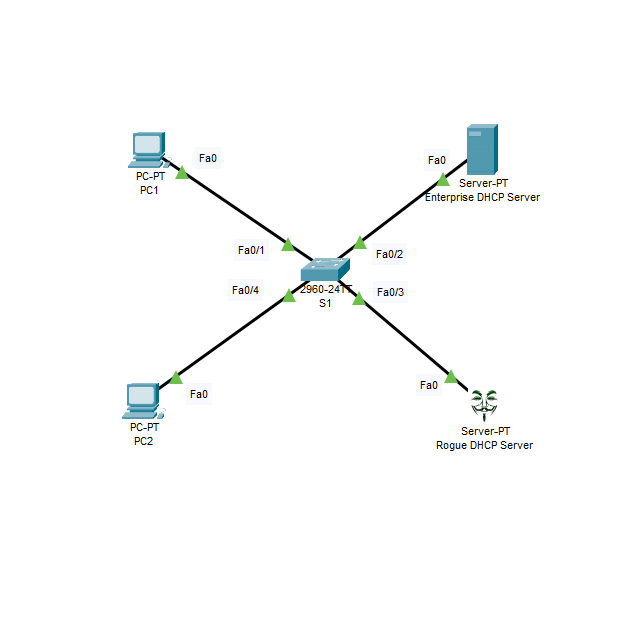 Fa0
PC-PT
PC1
Fa0
Server-PT
Enterprise DHCP Server
Fa0/1
Fa0/2
Fa0/4
2960-24TT
S1
Fa0/3
Fa0
PC-PT
PC2
Fa0
Server-PT
Rogue DHCP Server